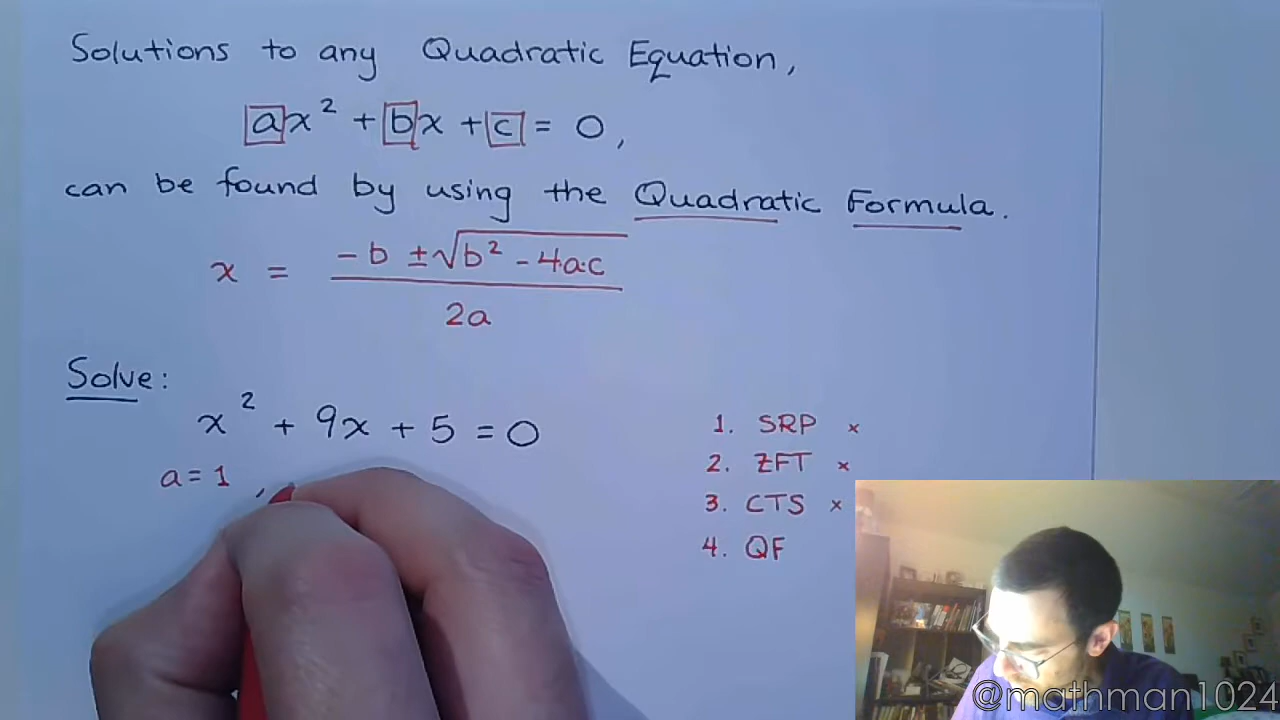 Solutions to any Quadratic Equation,
ax² + bx + c = 0,
can be found by using the Quadratic Formula.
x = -b ±√b² - 4·a·c
2a
Solve:
x² + 9x + 5 = 0
a = 1 ,
1. SRP ×
2. ZFT ×
3. CTS ×
4. QF
@mathman1024